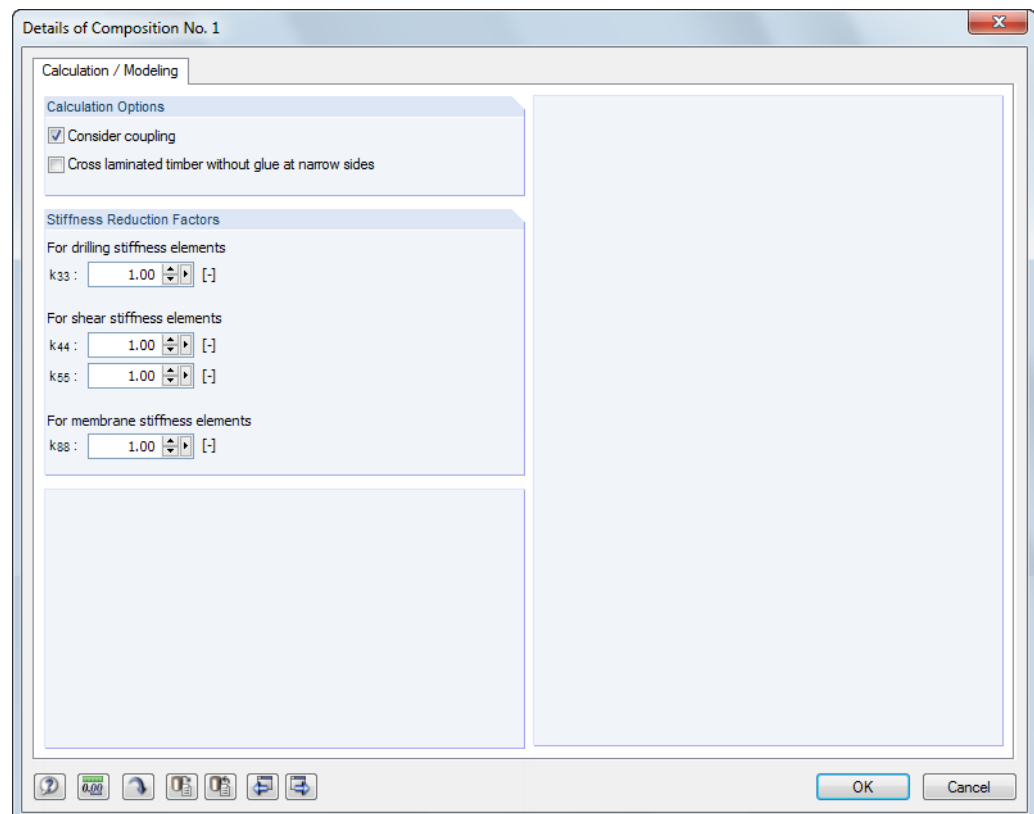 Details of Composition No. 1
Calculation / Modeling
Calculation Options
Consider coupling
Cross laminated timber without glue at narrow sides
Stiffness Reduction Factors
For drilling stiffness elements
k33 : 1.00 [-]
For shear stiffness elements
k44 : 1.00 [-]
k55 : 1.00 [-]
For membrane stiffness elements
k88 : 1.00 [-]
0.00
OK Cancel